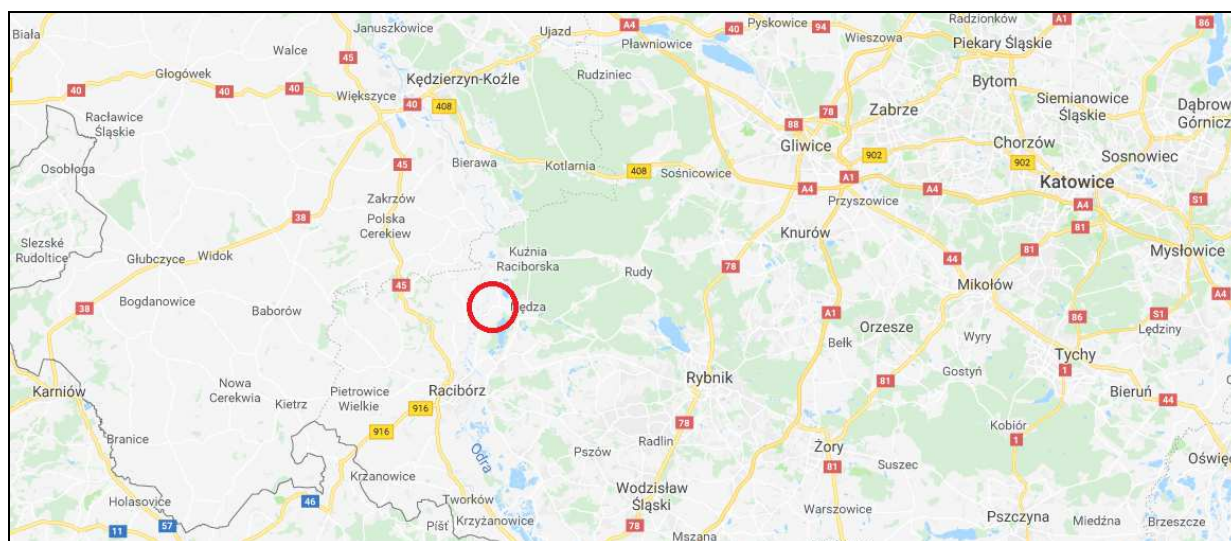 Januszkowice
40
Ujazd
A4
40
94
Pyskowice
Radzionków
A1
86
Biała
Walce
45
Pławniowice
Wieszowa
Piekary Śląskie
Głogówek
Kędzierzyn-Koźle
Rudziniec
78
Bytom
40
40
40
Większyce
40
408
Zabrze
Siemianowice
Śląskie
Dąbrow
Górnicz
Racławice
Śląskie
88
78
Gliwice
Chorzów
902
902
Sosnowiec
Osobłoga
45
Bierawa
Kotlarnia
408
Sośnicowice
A1
A4
A4
Katowice
Zakrzów
Przyszowice
A4
S1
38
Polska
Cerekiew
Knurów
81
81
Mysłowice
Slezské
Rudoltice
Głubczyce
Widok
Kuźnia
Raciborska
Rudy
78
44
Mikołów
45
A4
38
Bogdanowice
Baborów
Nędza
A1
Orzesze
86
S1
Lędziny
Bełk
Wyry
Tychy
Gostyń
1
Karniów
Nowa
Cerekwia
Kietrz
Pietrowice
Wielkie
Racibórz
Rybnik
81
Bieruń
44
916
916
78
Kobiór
1
Branice
Odra
Pszów
Radlin
Żory
Suszec
Oświę
81
Krzanowice
Holasovice
46
Tworków
Wodzisław
Śląski
Warszowice
11
57
Píšť
Krzyżanowice
78
Mszana
Pszczyna
Miedźna
Brzeszcze